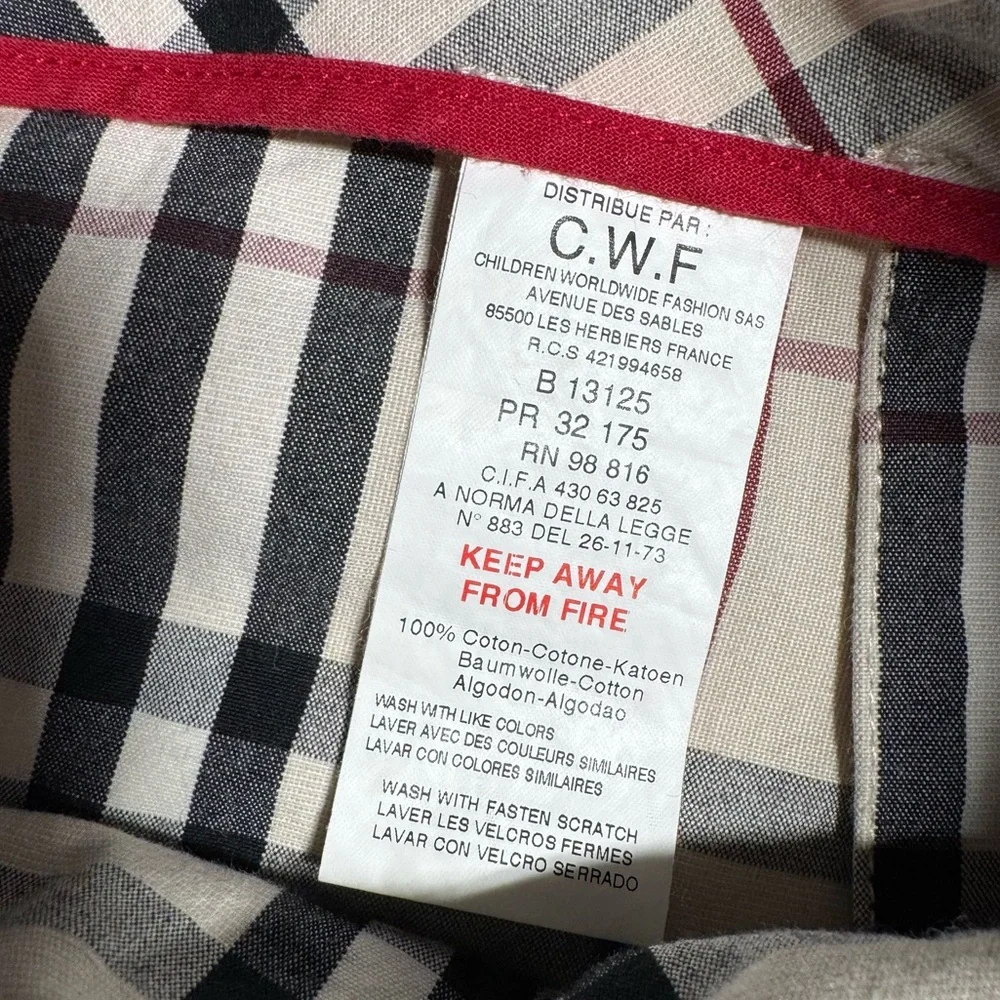 DISTRIBUE PAR :
C.W.F
CHILDREN WORLDWIDE FASHION SAS
AVENUE DES SABLES
85500 LES HERBIERS FRANCE
R.C.S 421994658
B 13125
PR 32 175
RN 98 816
C.I.F.A 430 63 825
A NORMA DELLA LEGGE
N° 883 DEL 26-11-73
KEEP AWAY
FROM FIRE
100% Coton-Cotone-Katoen
Baumwolle-Cotton
Algodon-Algodao
WASH WITH LIKE COLORS
LAVER AVEC DES COULEURS SIMILAIRES
LAVAR CON COLORES SIMILAIRES
WASH WITH FASTEN SCRATCH
LAVER LES VELCROS FERMES
LAVAR CON VELCRO SERRADO